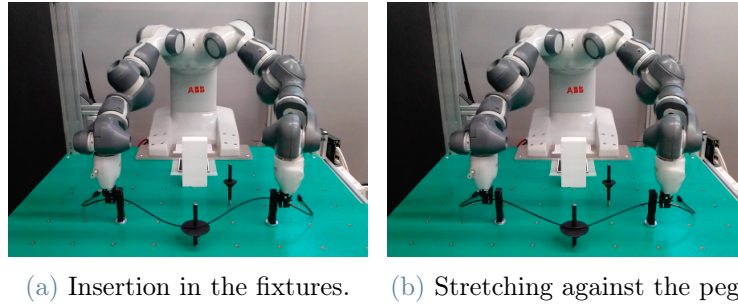 ABB
ABB
(a) Insertion in the fixtures.
(b) Stretching against the peg